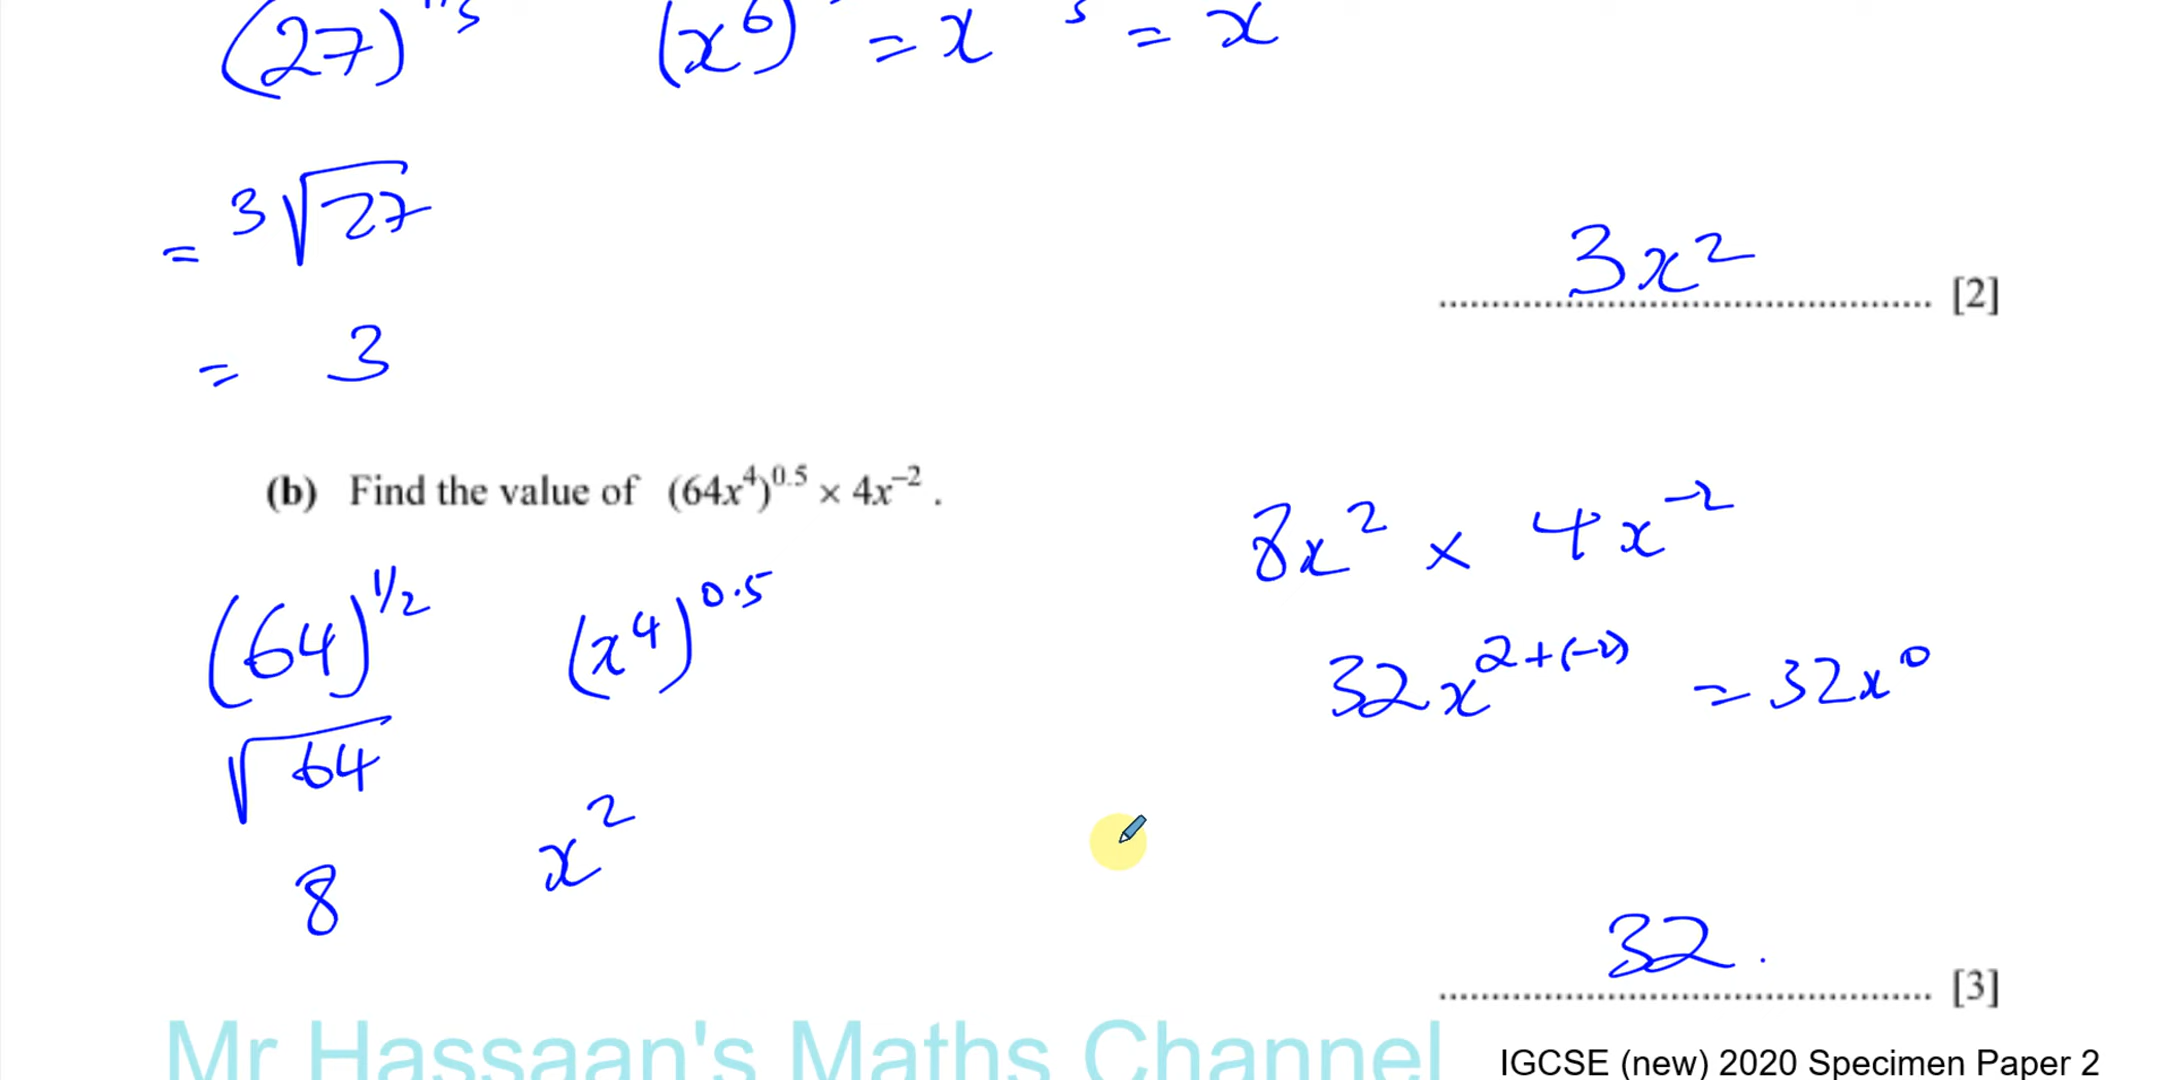 (27)^1/3 (x^6) = x = x
= ³√27
3x² [2]
= 3
(b) Find the value of (64x⁴)^0.5 × 4x⁻² .
8x² × 4x⁻²
(64)^1/2 (x⁴)^0.5
32x^2+(-2) = 32x⁰
√64
8 x²
32. [3]
Mr Hassaan's Maths Channel
IGCSE (new) 2020 Specimen Paper 2